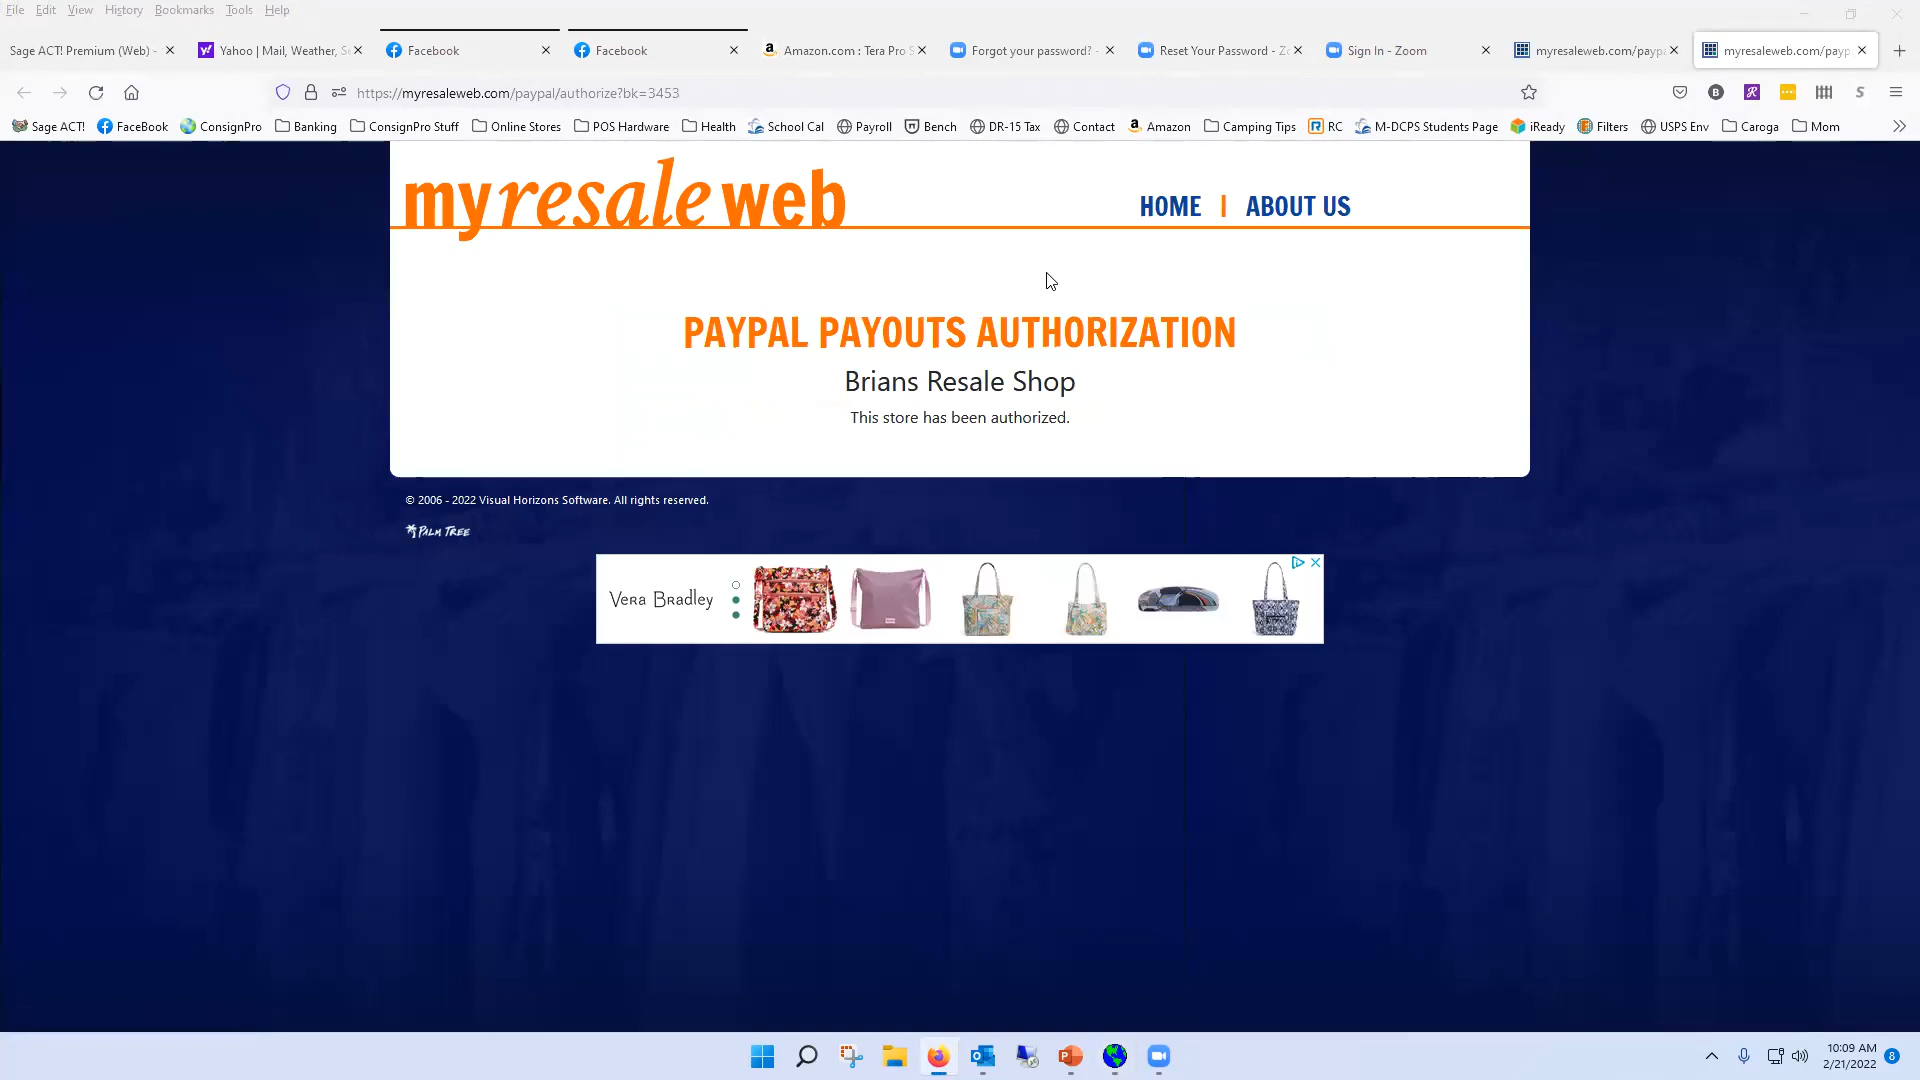 File Edit View History Bookmarks Tools Help
Sage ACT! Premium (Web) -
Yahoo | Mail, Weather, S
Facebook
Facebook
Amazon.com : Tera Pro S
Forgot your password? -
Reset Your Password - Zo
Sign In - Zoom
myresaleweb.com/paypa
myresaleweb.com/payp
https://myresaleweb.com/paypal/authorize?bk=3453
Sage ACT! FaceBook ConsignPro Banking ConsignPro Stuff Online Stores POS Hardware Health School Cal Payroll Bench DR-15 Tax Contact Amazon Camping Tips RC M-DCPS Students Page iReady Filters USPS Env Caroga Mom
myresaleweb
HOME | ABOUT US
PAYPAL PAYOUTS AUTHORIZATION
Brians Resale Shop
This store has been authorized.
© 2006 - 2022 Visual Horizons Software. All rights reserved.
PALM TREE
VERA BRADLEY
10:09 AM
2/21/2022
8